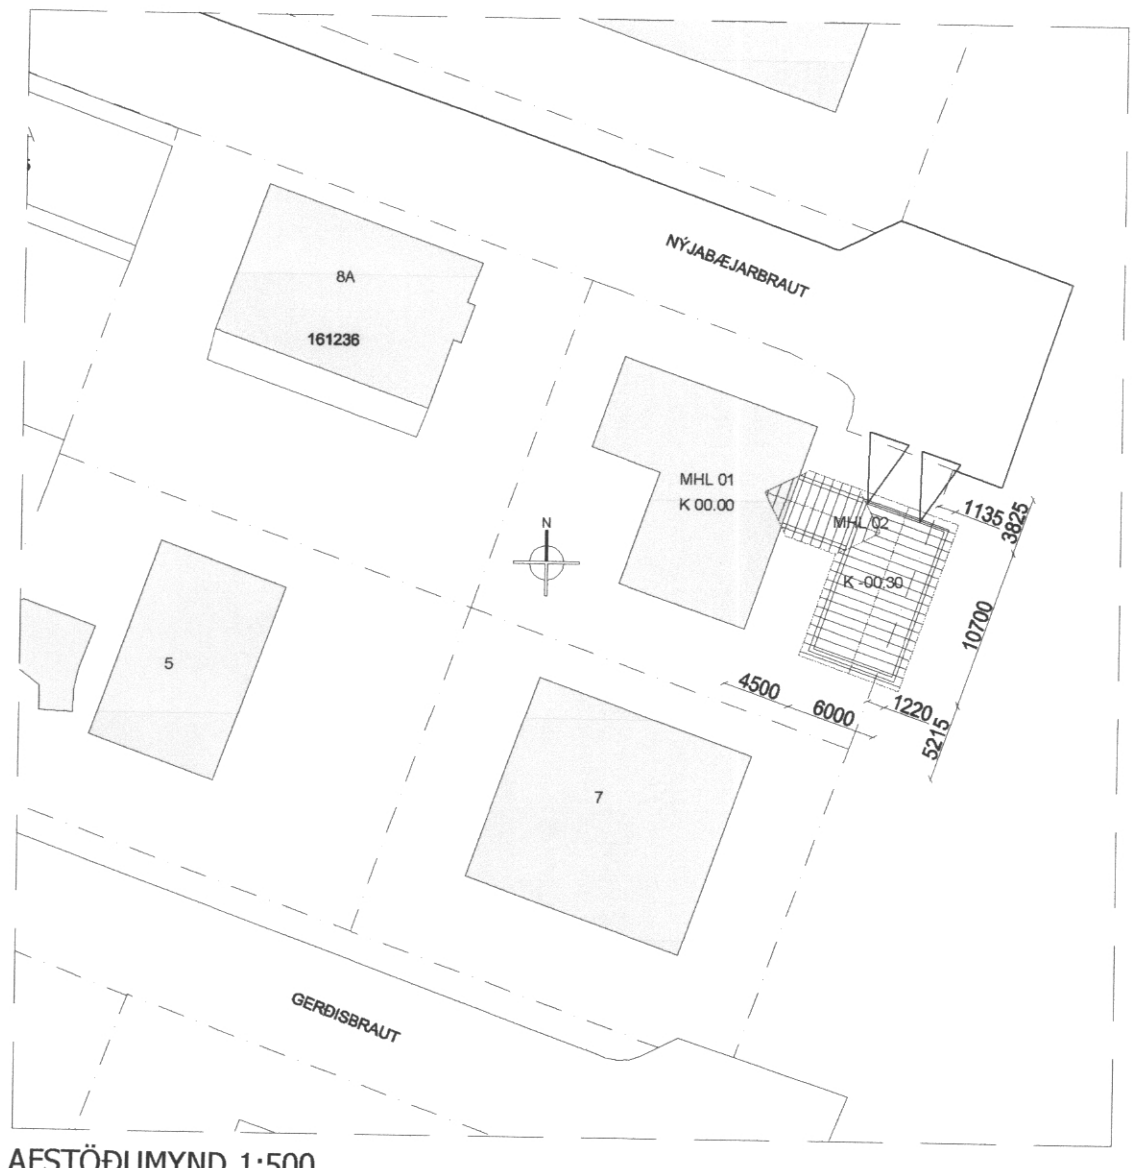 NÝJABÆJARBRAUT
8A
161236
MHL 01
K 00.00
MHL 02
K -00.30
1135
3825
10700
N
5
4500
6000
1220
5215
7
GERÐISBRAUT
AFSTÖÐUMYND 1:500